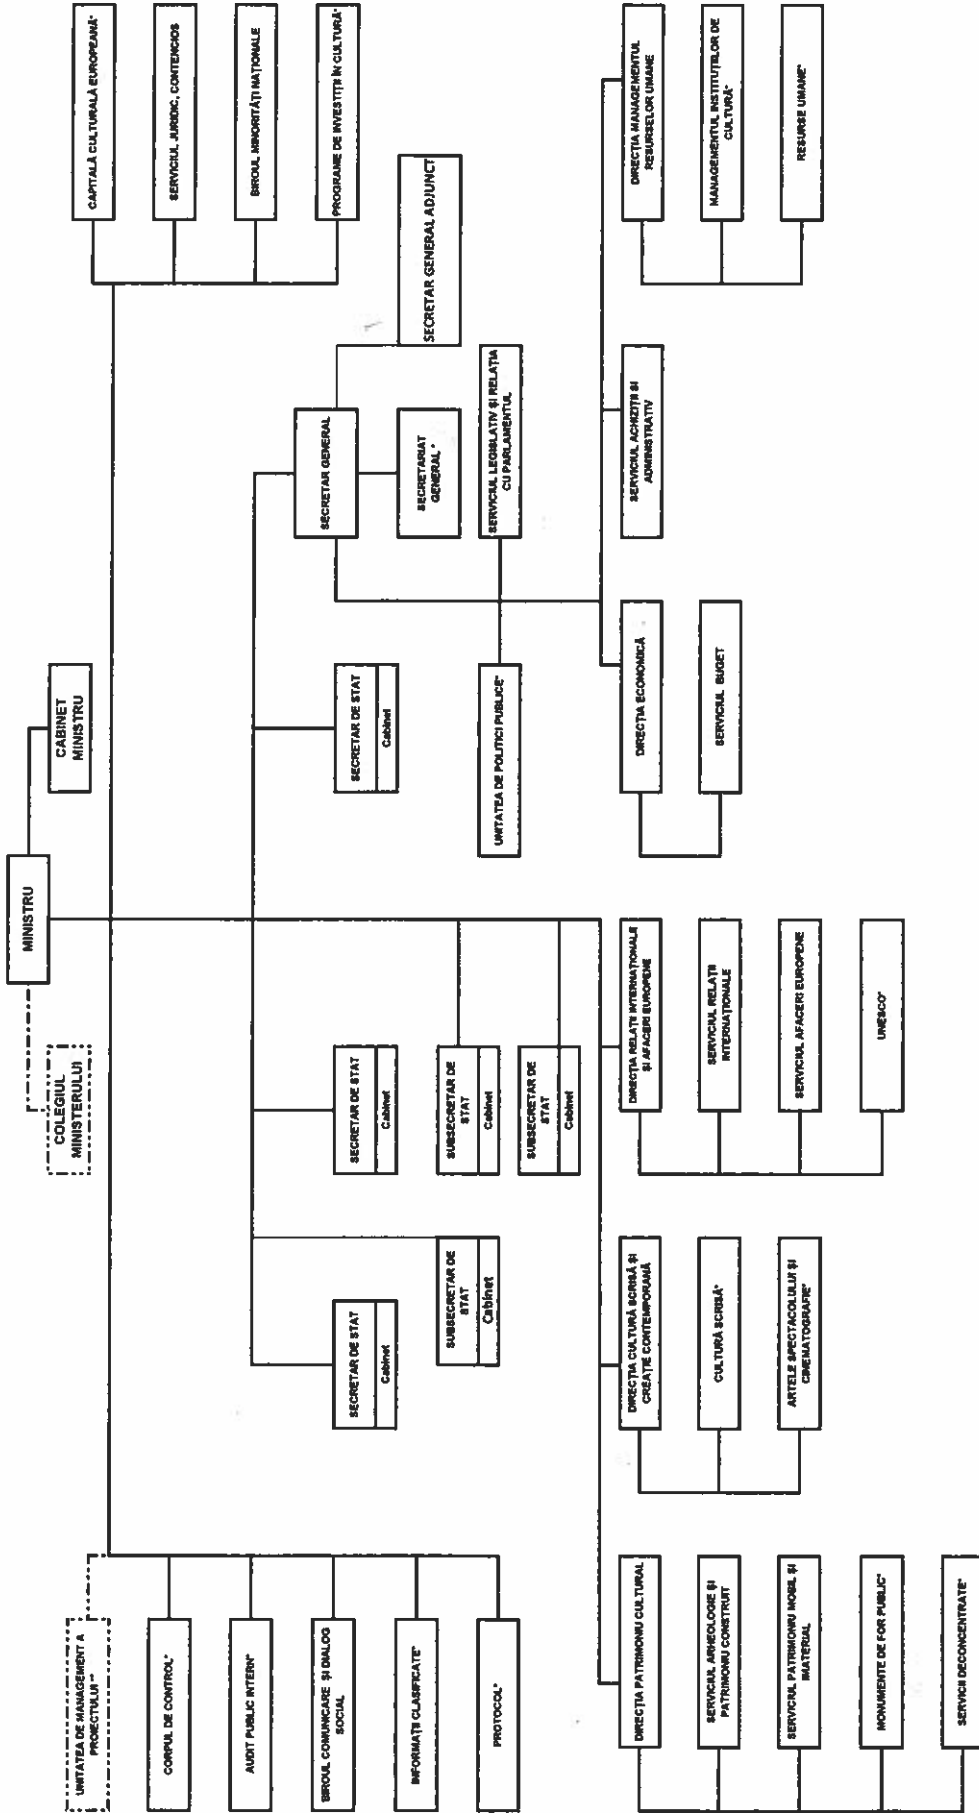 MINISTRU
CABINET
MINISTRU
COLEGIUL
MINISTERULUI
UNITATEA DE MANAGEMENT A
PROIECTULUI**
CORPUL DE CONTROL*
AUDIT PUBLIC INTERN*
BIROUL COMUNICARE ȘI DIALOG
SOCIAL
INFORMAȚII CLASIFICATE*
PROTOCOL*
CAPITALĂ CULTURALĂ EUROPEANĂ*
SERVICIUL JURIDIC, CONTENCIOS
BIROUL MINORITĂȚI NAȚIONALE
PROGRAME DE INVESTIȚII ÎN CULTURĂ*
SECRETAR DE STAT
Cabinet
SUBSECRETAR DE
STAT
Cabinet
SECRETAR DE STAT
Cabinet
SUBSECRETAR DE
STAT
Cabinet
SUBSECRETAR DE
STAT
Cabinet
SECRETAR DE STAT
Cabinet
SECRETAR GENERAL
SECRETAR GENERAL ADJUNCT
SECRETARIAT
GENERAL *
UNITATEA DE POLITICI PUBLICE*
SERVICIUL LEGISLATIV ȘI RELAȚIA
CU PARLAMENTUL
DIRECȚIA PATRIMONIU CULTURAL
SERVICIUL ARHEOLOGIE ȘI
PATRIMONIU CONSTRUIT
SERVICIUL PATRIMONIU MOBIL ȘI
IMATERIAL
MONUMENTE DE FOR PUBLIC*
SERVICII DECONCENTRATE*
DIRECȚIA CULTURĂ SCRISĂ ȘI
CREAȚIE CONTEMPORANĂ
CULTURĂ SCRISĂ*
ARTELE SPECTACOLULUI ȘI
CINEMATOGRAFIE*
DIRECȚIA RELAȚII INTERNAȚIONALE
ȘI AFACERI EUROPENE
SERVICIUL RELAȚII
INTERNAȚIONALE
SERVICIUL AFACERI EUROPENE
UNESCO*
DIRECȚIA ECONOMICĂ
SERVICIUL BUGET
SERVICIUL ACHIZIȚII SI
ADMINISTRATIV
DIRECȚIA MANAGEMENTUL
RESURSELOR UMANE
MANAGEMENTUL INSTITUȚIILOR DE
CULTURĂ*
RESURSE UMANE*